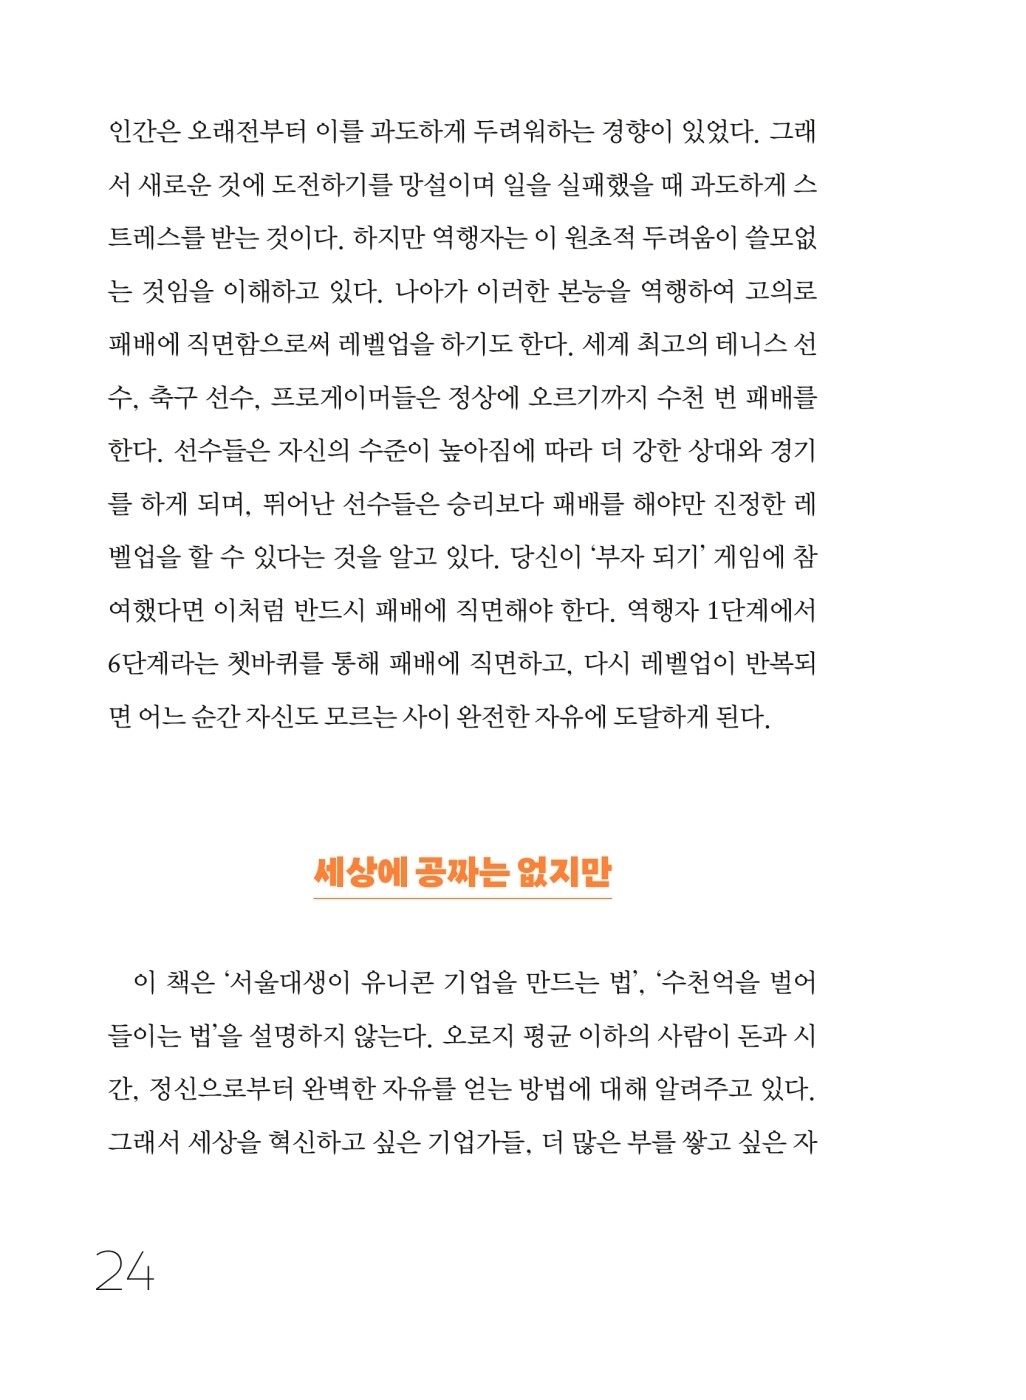 인간은 오래전부터 이를 과도하게 두려워하는 경향이 있었다. 그래
서 새로운 것에 도전하기를 망설이며 일을 실패했을 때 과도하게 스
트레스를 받는 것이다. 하지만 역행자는 이 원초적 두려움이 쓸모없
는 것임을 이해하고 있다. 나아가 이러한 본능을 역행하여 고의로
패배에 직면함으로써 레벨업을 하기도 한다. 세계 최고의 테니스 선
수, 축구 선수, 프로게이머들은 정상에 오르기까지 수천 번 패배를
한다. 선수들은 자신의 수준이 높아짐에 따라 더 강한 상대와 경기
를 하게 되며, 뛰어난 선수들은 승리보다 패배를 해야만 진정한 레
벨업을 할 수 있다는 것을 알고 있다. 당신이 ‘부자 되기’ 게임에 참
여했다면 이처럼 반드시 패배에 직면해야 한다. 역행자 1단계에서
6단계라는 쳇바퀴를 통해 패배에 직면하고, 다시 레벨업이 반복되
면 어느 순간 자신도 모르는 사이 완전한 자유에 도달하게 된다.
세상에 공짜는 없지만
이 책은 ‘서울대생이 유니콘 기업을 만드는 법’, ‘수천억을 벌어
들이는 법’을 설명하지 않는다. 오로지 평균 이하의 사람이 돈과 시
간, 정신으로부터 완벽한 자유를 얻는 방법에 대해 알려주고 있다.
그래서 세상을 혁신하고 싶은 기업가들, 더 많은 부를 쌓고 싶은 자
24